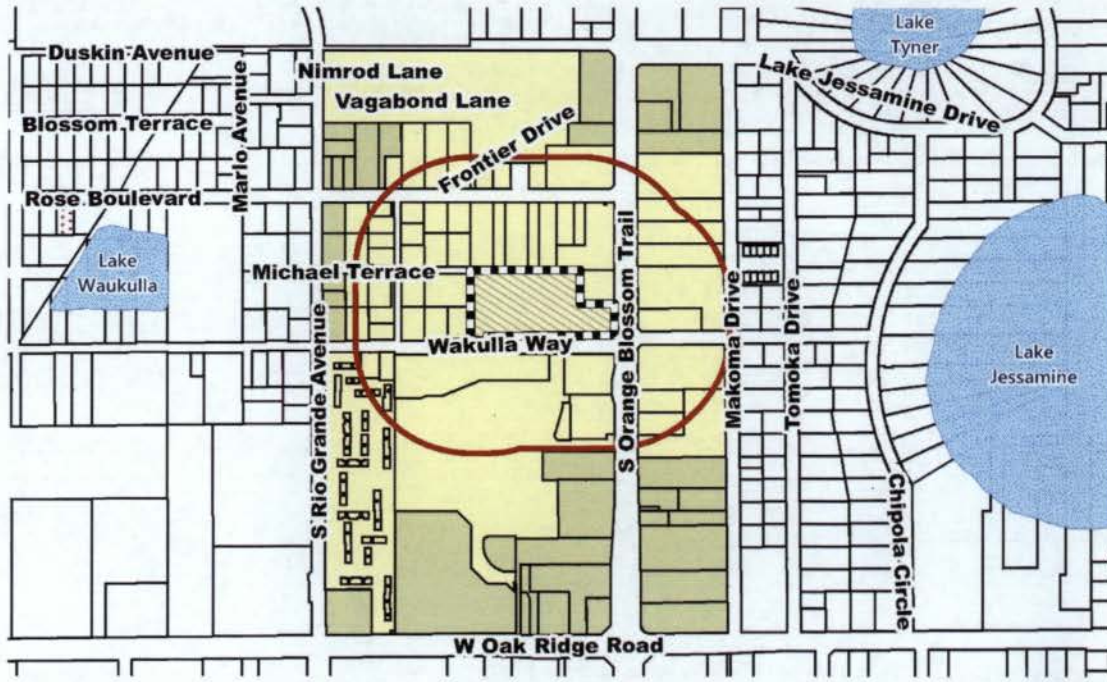 Lake
Tyner
Duskin Avenue
Nimrod Lane
Lake Jessamine Drive
Vagabond Lane
Blossom Terrace
Mario Avenue
Frontier Drive
Rose Boulevard
Lake
Waukulla
Michael Terrace
S Orange Blossom Trail
Makoma Drive
Tomoka Drive
Wakulla Way
S Rio Grande Avenue
Lake
Jessamine
Chipola Circle
W Oak Ridge Road